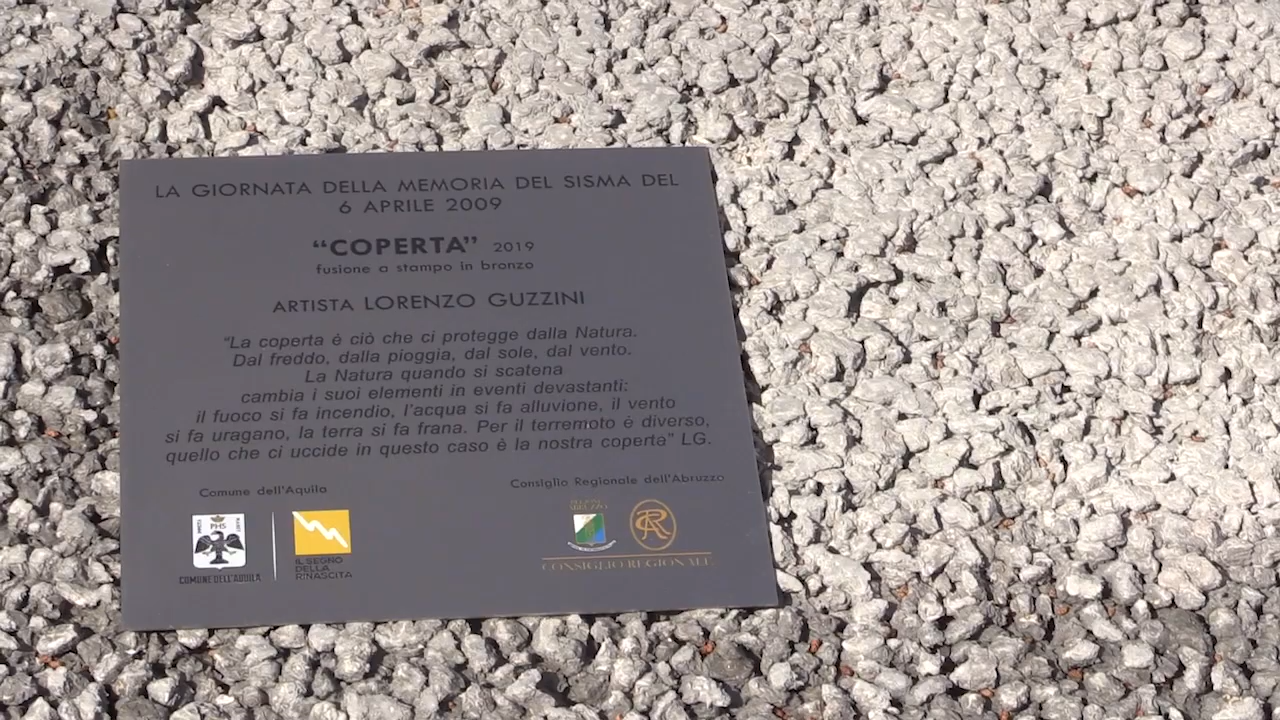 LA GIORNATA DELLA MEMORIA DEL SISMA DEL
6 APRILE 2009
“COPERTA” 2019
fusione a stampo in bronzo
ARTISTA LORENZO GUZZINI
“La coperta è ciò che ci protegge dalla Natura.
Dal freddo, dalla pioggia, dal sole, dal vento.
La Natura quando si scatena
cambia i suoi elementi in eventi devastanti:
il fuoco si fa incendio, l’acqua si fa alluvione, il vento
si fa uragano, la terra si fa frana. Per il terremoto è diverso,
quello che ci uccide in questo caso è la nostra coperta” LG.
Comune dell’Aquila
PHS
COMUNE DELL’AQUILA
IL SEGNO
DELLA
RINASCITA
Consiglio Regionale dell’Abruzzo
CONSIGLIO REGIONALE